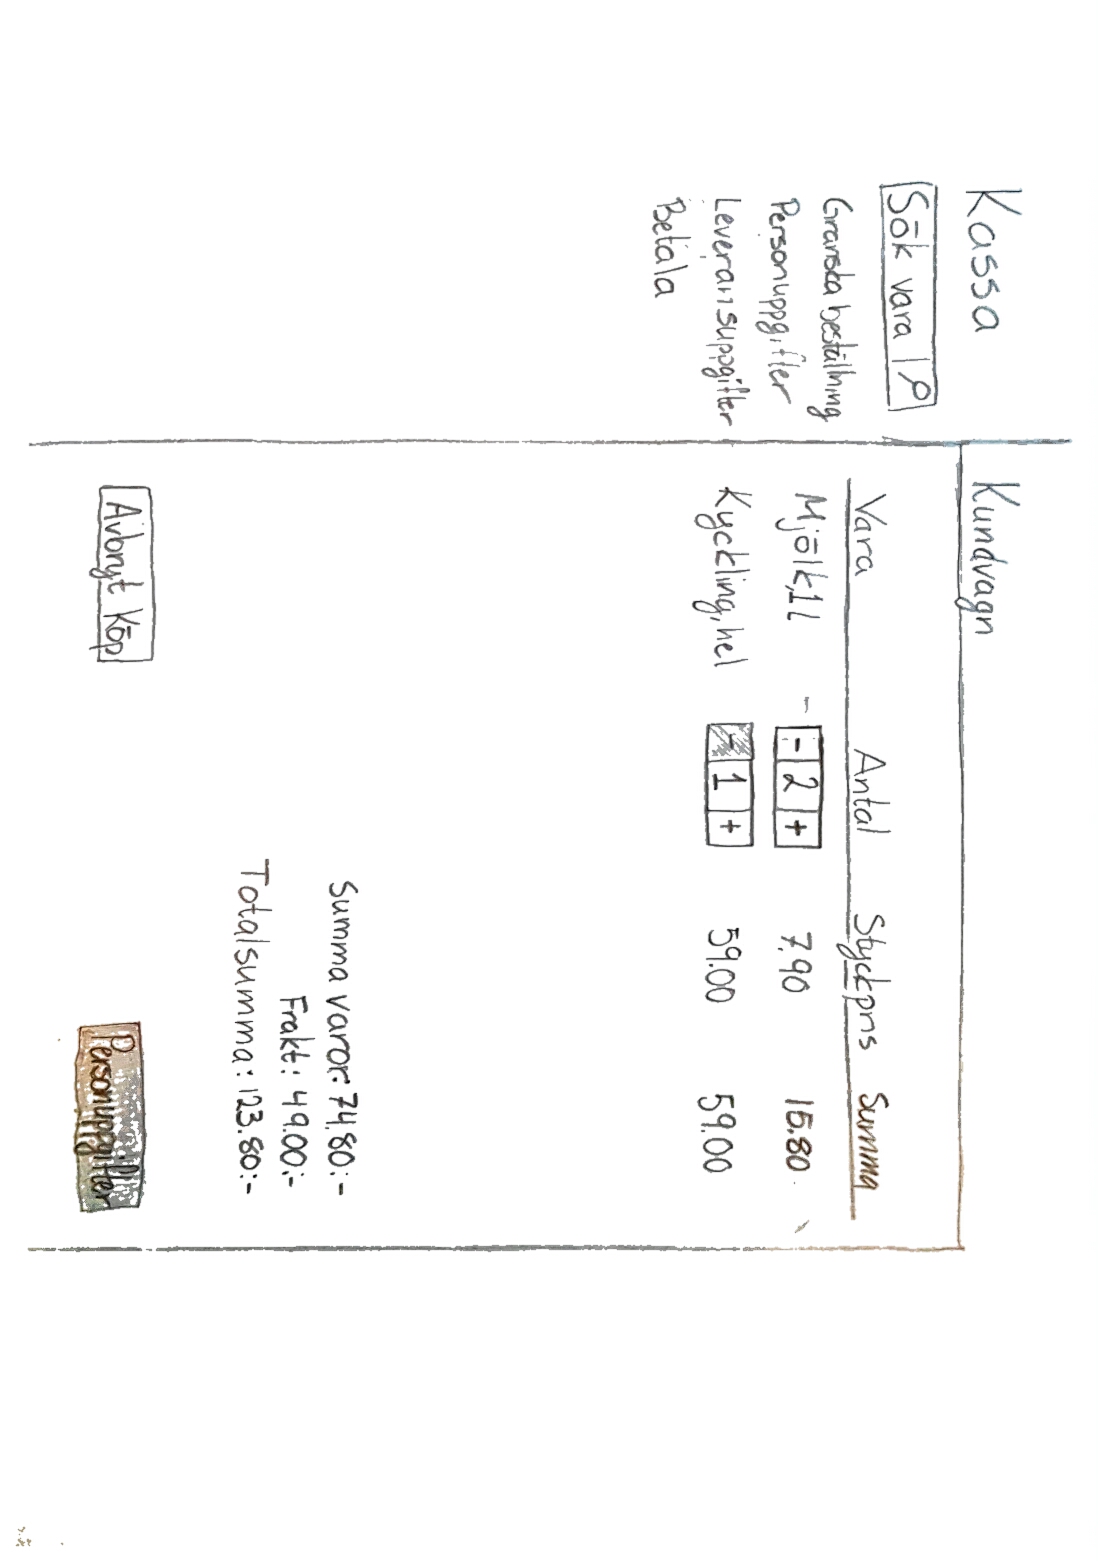 Kassa
Sök vara
Granska beställning
Personuppgifter
Leveransuppgifter
Betala
Kundvagn
Vara Antal Styckpris Summa
Mjölk, 1l - 2 + 7.90 15.80
Kyckling, hel - 1 + 59.00 59.00
Summa varor: 74.80:-
Frakt: 49.00:-
Totalsumma: 123.80:-
Avbryt Köp
Personuppgifter